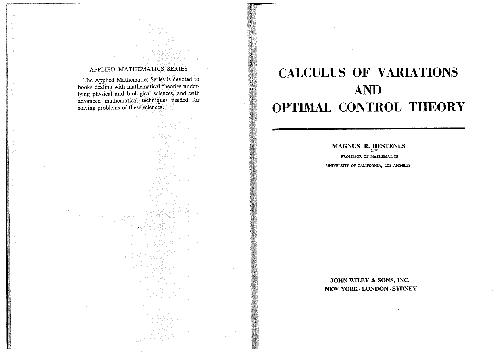 APPLIED MATHEMATICS SERIES
The Applied Mathematics Series is devoted to
books dealing with mathematical theories under-
lying physical and biological sciences, and with
advanced mathematical techniques needed for
solving problems of these sciences.
CALCULUS OF VARIATIONS
AND
OPTIMAL CONTROL THEORY
MAGNUS R. HESTENES
PROFESSOR OF MATHEMATICS
UNIVERSITY OF CALIFORNIA, LOS ANGELES
JOHN WILEY & SONS, INC.
NEW YORK · LONDON · SYDNEY